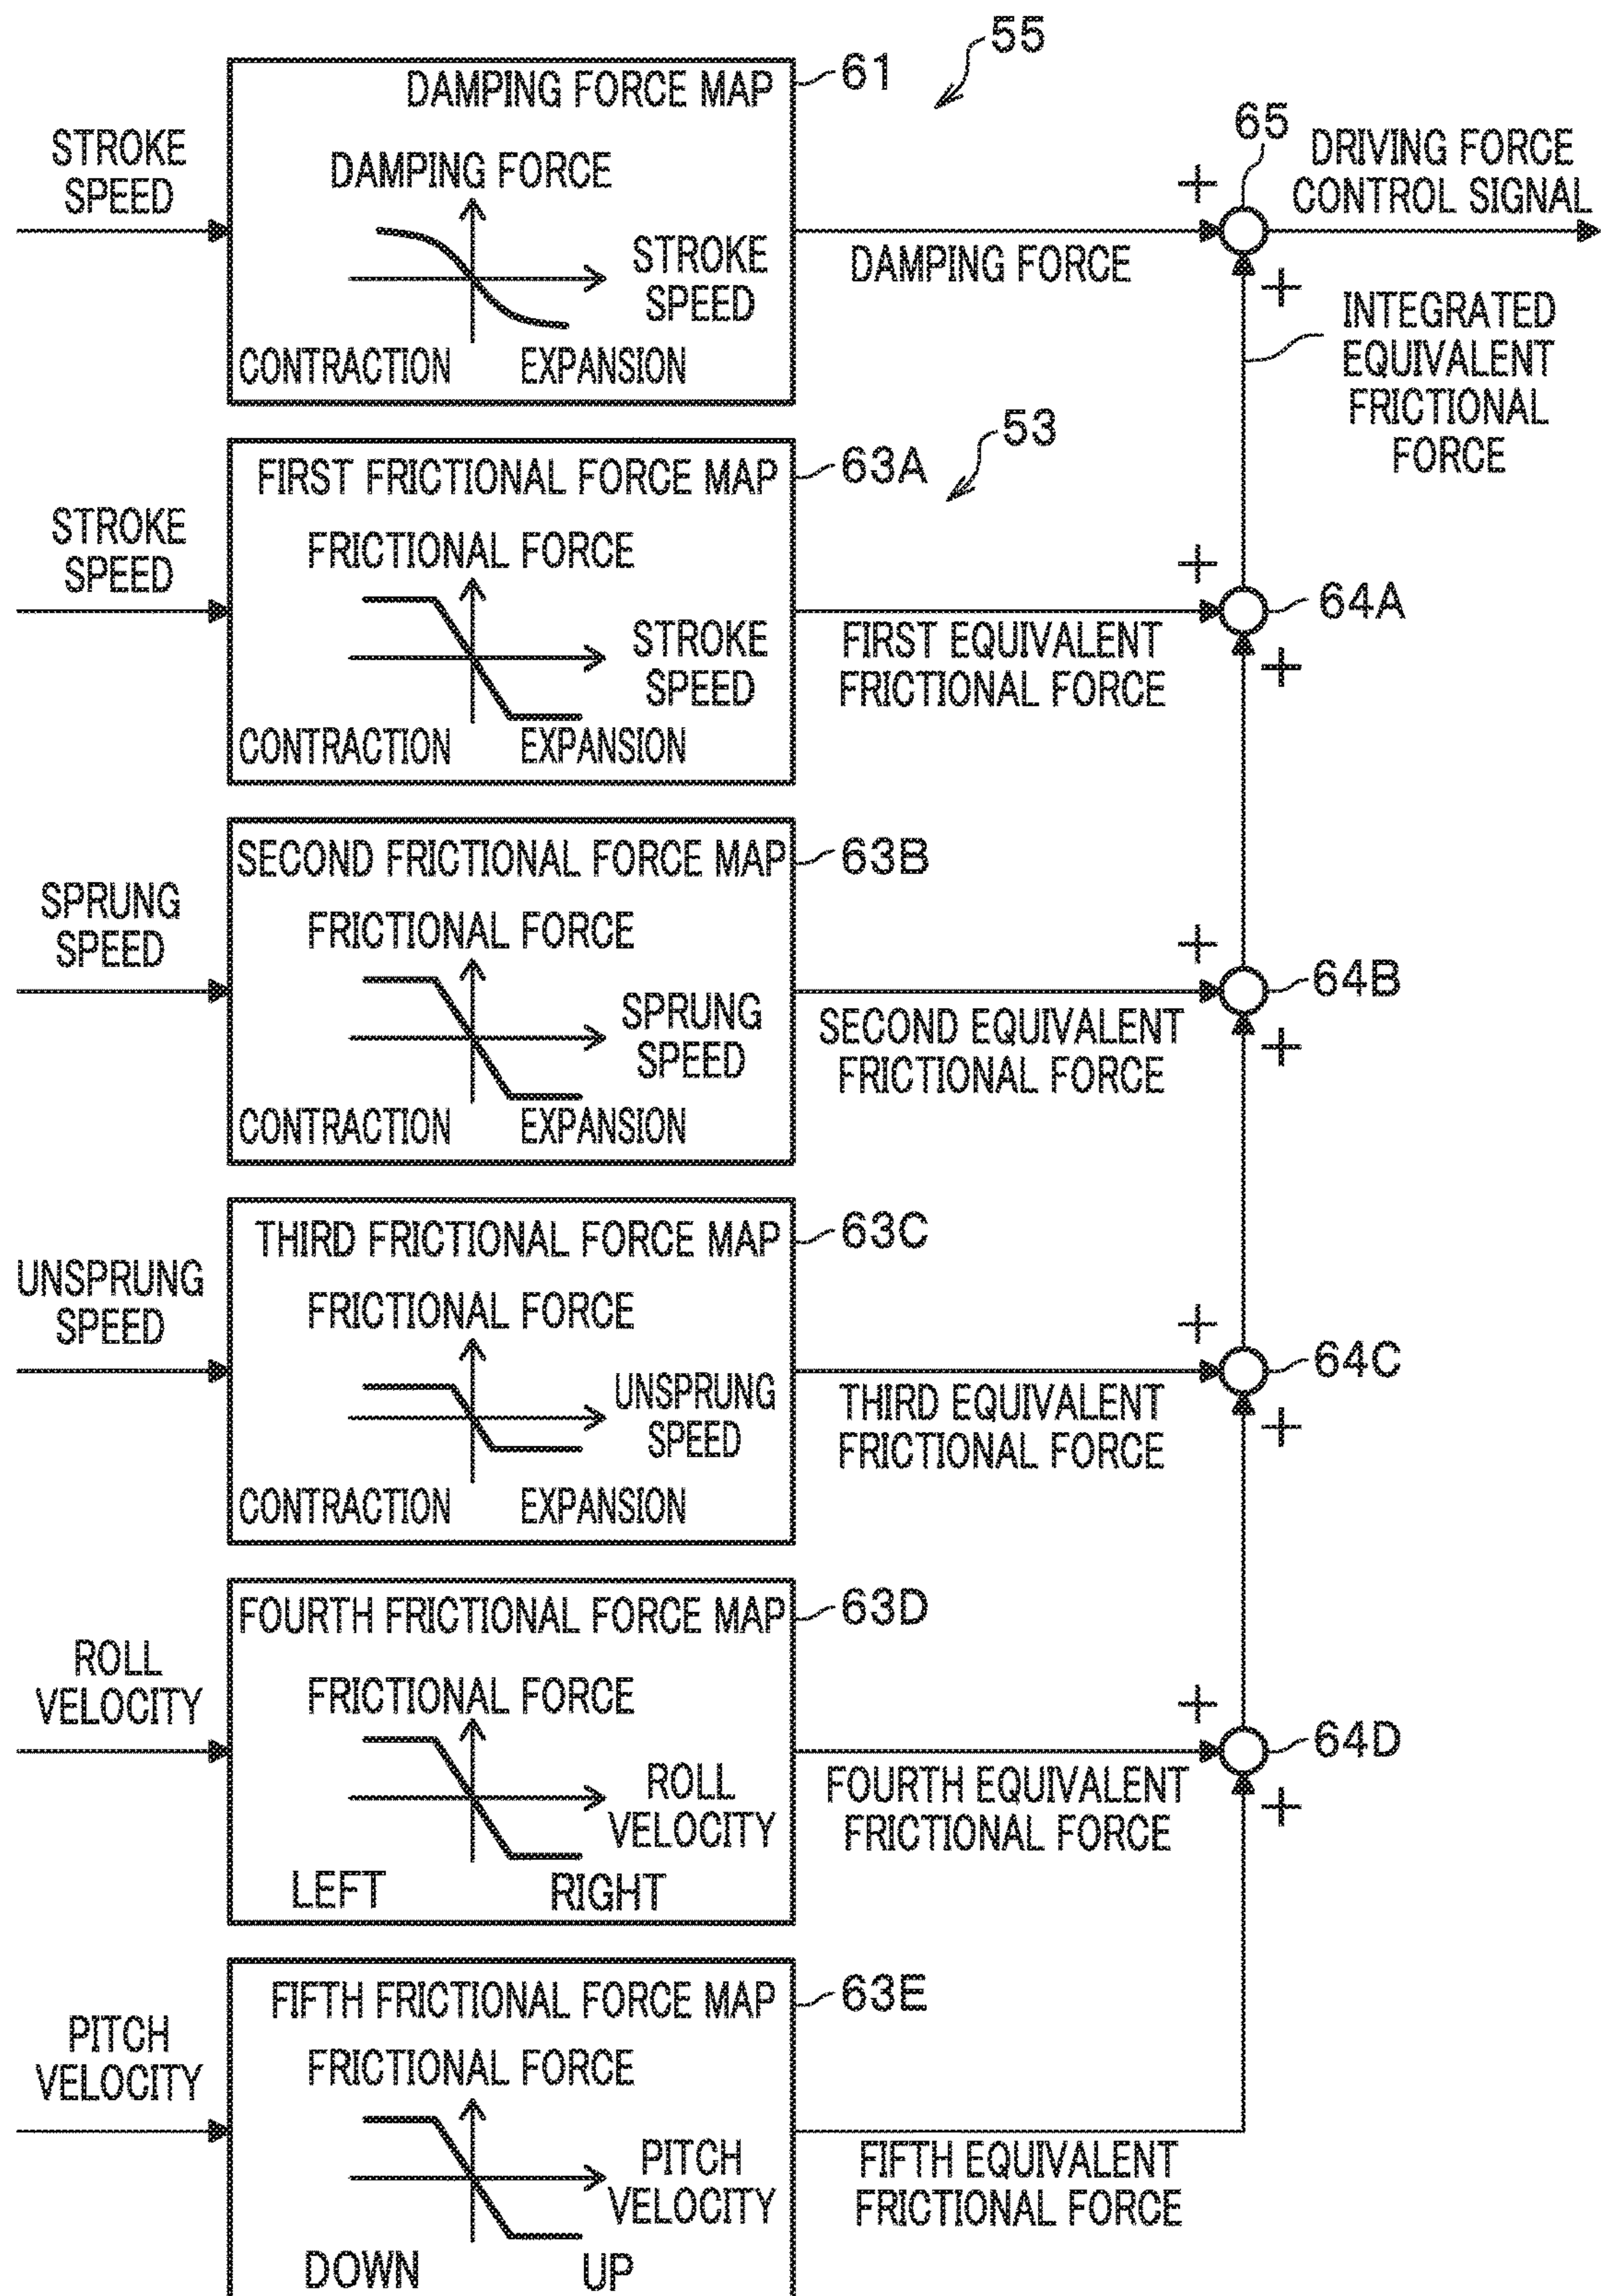 55
DAMPING FORCE MAP
61
STROKE
SPEED
DAMPING FORCE
STROKE
SPEED
CONTRACTION
EXPANSION
DAMPING FORCE
+
65
DRIVING FORCE
CONTROL SIGNAL
+
INTEGRATED
EQUIVALENT
FRICTIONAL
FORCE
53
FIRST FRICTIONAL FORCE MAP
63A
STROKE
SPEED
FRICTIONAL FORCE
STROKE
SPEED
CONTRACTION
EXPANSION
FIRST EQUIVALENT
FRICTIONAL FORCE
+
64A
+
SECOND FRICTIONAL FORCE MAP
63B
SPRUNG
SPEED
FRICTIONAL FORCE
SPRUNG
SPEED
CONTRACTION
EXPANSION
SECOND EQUIVALENT
FRICTIONAL FORCE
+
64B
+
THIRD FRICTIONAL FORCE MAP
63C
UNSPRUNG
SPEED
FRICTIONAL FORCE
UNSPRUNG
SPEED
CONTRACTION
EXPANSION
THIRD EQUIVALENT
FRICTIONAL FORCE
+
64C
+
FOURTH FRICTIONAL FORCE MAP
63D
ROLL
VELOCITY
FRICTIONAL FORCE
ROLL
VELOCITY
LEFT
RIGHT
FOURTH EQUIVALENT
FRICTIONAL FORCE
+
64D
+
FIFTH FRICTIONAL FORCE MAP
63E
PITCH
VELOCITY
FRICTIONAL FORCE
PITCH
VELOCITY
DOWN
UP
FIFTH EQUIVALENT
FRICTIONAL FORCE